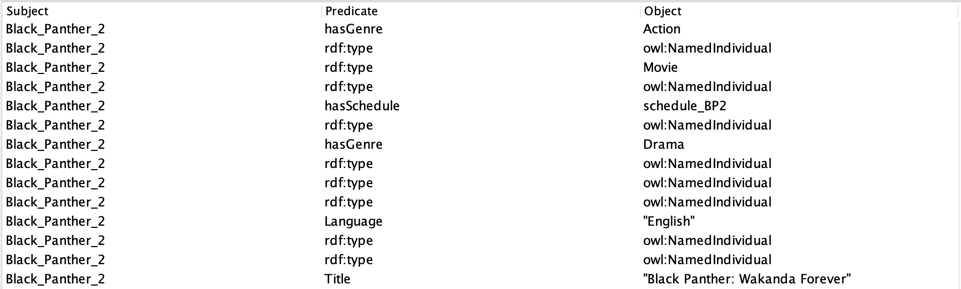 Subject Predicate Object
Black_Panther_2 hasGenre Action
Black_Panther_2 rdf:type owl:NamedIndividual
Black_Panther_2 rdf:type Movie
Black_Panther_2 rdf:type owl:NamedIndividual
Black_Panther_2 hasSchedule schedule_BP2
Black_Panther_2 rdf:type owl:NamedIndividual
Black_Panther_2 hasGenre Drama
Black_Panther_2 rdf:type owl:NamedIndividual
Black_Panther_2 rdf:type owl:NamedIndividual
Black_Panther_2 rdf:type owl:NamedIndividual
Black_Panther_2 Language "English"
Black_Panther_2 rdf:type owl:NamedIndividual
Black_Panther_2 rdf:type owl:NamedIndividual
Black_Panther_2 Title "Black Panther: Wakanda Forever"